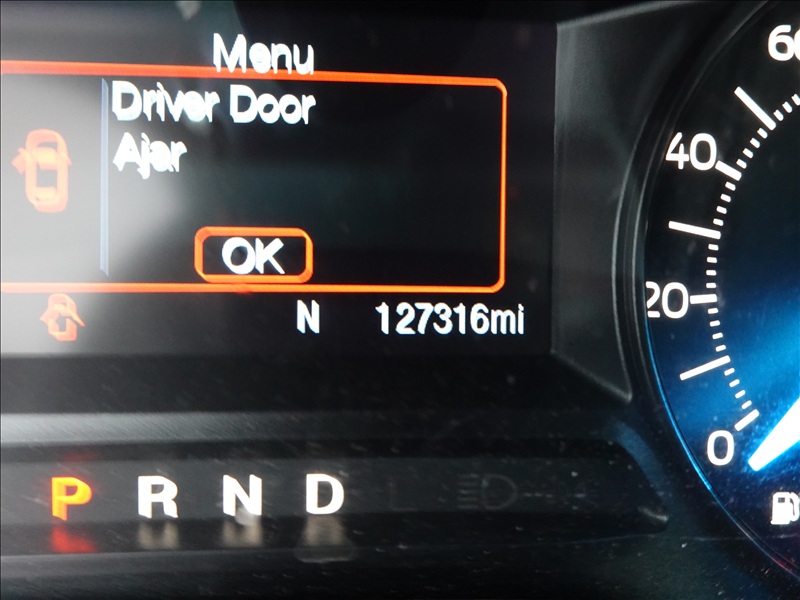 Menu
Driver Door
Ajar
OK
N 127316mi
P R N D L
60
40
20
0